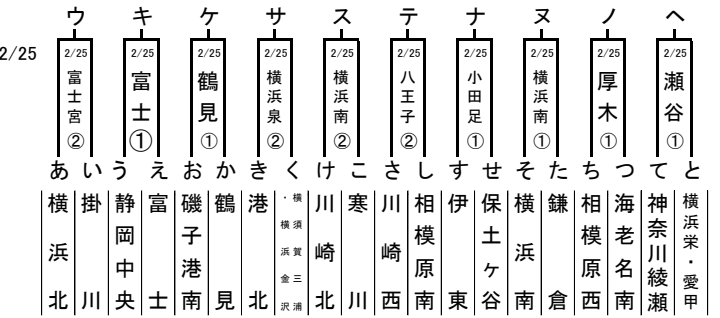 ウ キ ケ サ ス テ ナ ヌ ノ ヘ
2/25
2/25 富士宮②
2/25 富士①
2/25 鶴見①
2/25 横浜泉②
2/25 横浜南②
2/25 八王子②
2/25 小田足①
2/25 横浜南①
2/25 厚木①
2/25 瀬谷①
あ い う え お か き く け こ さ し す せ そ た ち つ て と
横浜北
掛川
静岡中央
富士
磯子港南
鶴見
港北
横須賀三浦
・横浜金沢
川崎北
寒川
川崎西
相模原南
伊東
保土ヶ谷
横浜南
鎌倉
相模原西
海老名南
神奈川綾瀬
横浜栄・愛甲